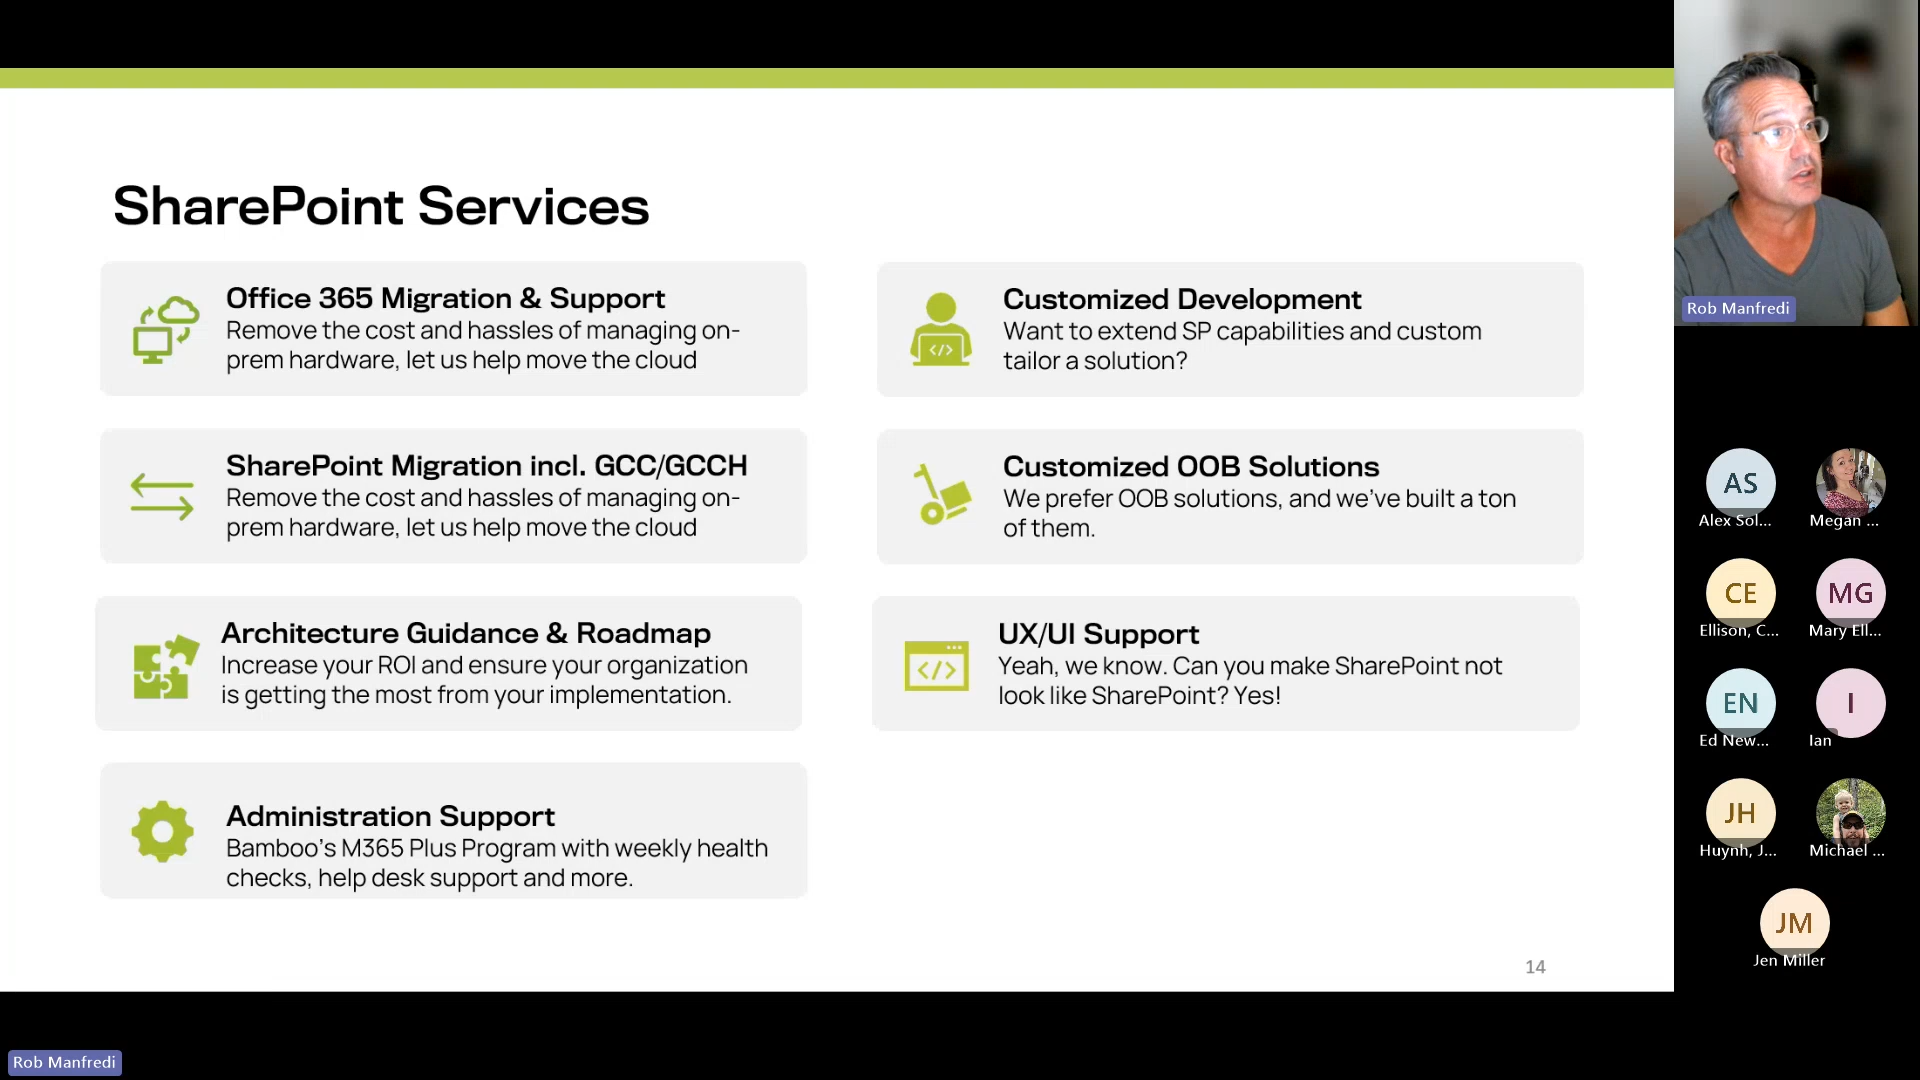 SharePoint Services
Office 365 Migration & Support
Remove the cost and hassles of managing on-
prem hardware, let us help move the cloud
SharePoint Migration incl. GCC/GCCH
Remove the cost and hassles of managing on-
prem hardware, let us help move the cloud
Architecture Guidance & Roadmap
Increase your ROI and ensure your organization
is getting the most from your implementation.
Administration Support
Bamboo's M365 Plus Program with weekly health
checks, help desk support and more.
Customized Development
Want to extend SP capabilities and custom
tailor a solution?
</>
Customized OOB Solutions
We prefer OOB solutions, and we've built a ton
of them.
UX/UI Support
Yeah, we know. Can you make SharePoint not
look like SharePoint? Yes!
</>
14
Rob Manfredi
AS
Alex Sol...
Megan ...
CE
Ellison, C...
MG
Mary Ell...
EN
Ed New...
I
Ian
JH
Huynh, J...
Michael ...
JM
Jen Miller
Rob Manfredi